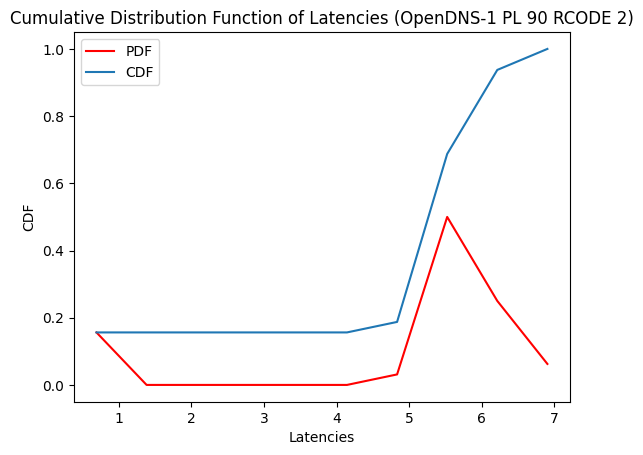 Cumulative Distribution Function of Latencies (OpenDNS-1 PL 90 RCODE 2)
PDF
CDF
1.0
0.8
0.6
0.4
0.2
0.0
CDF
1 2 3 4 5 6 7
Latencies